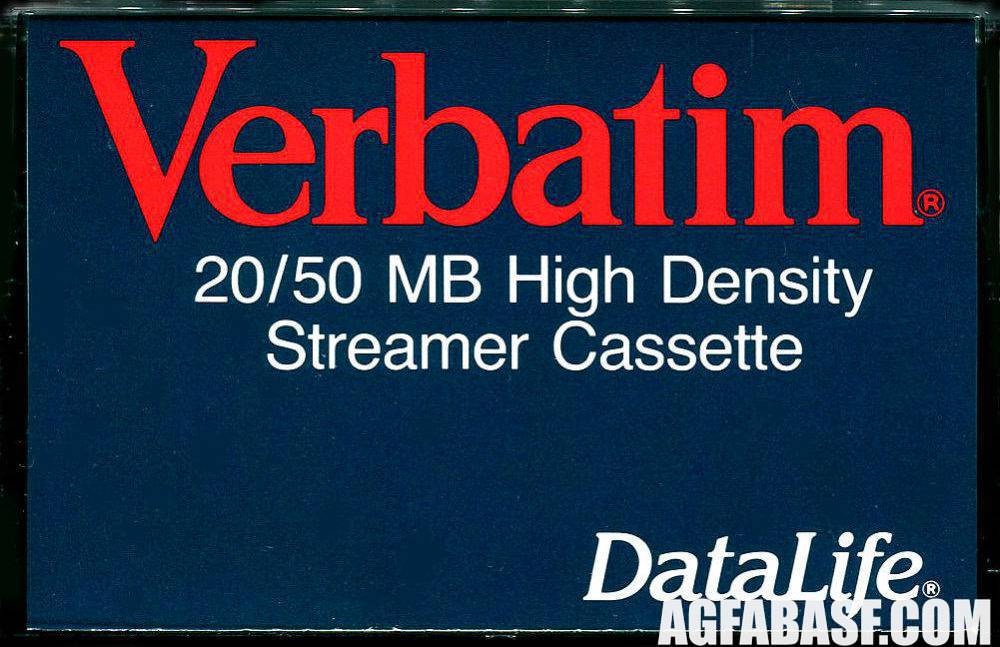 Verbatim®
20/50 MB High Density
Streamer Cassette
DataLife®
AGFABASF.COM